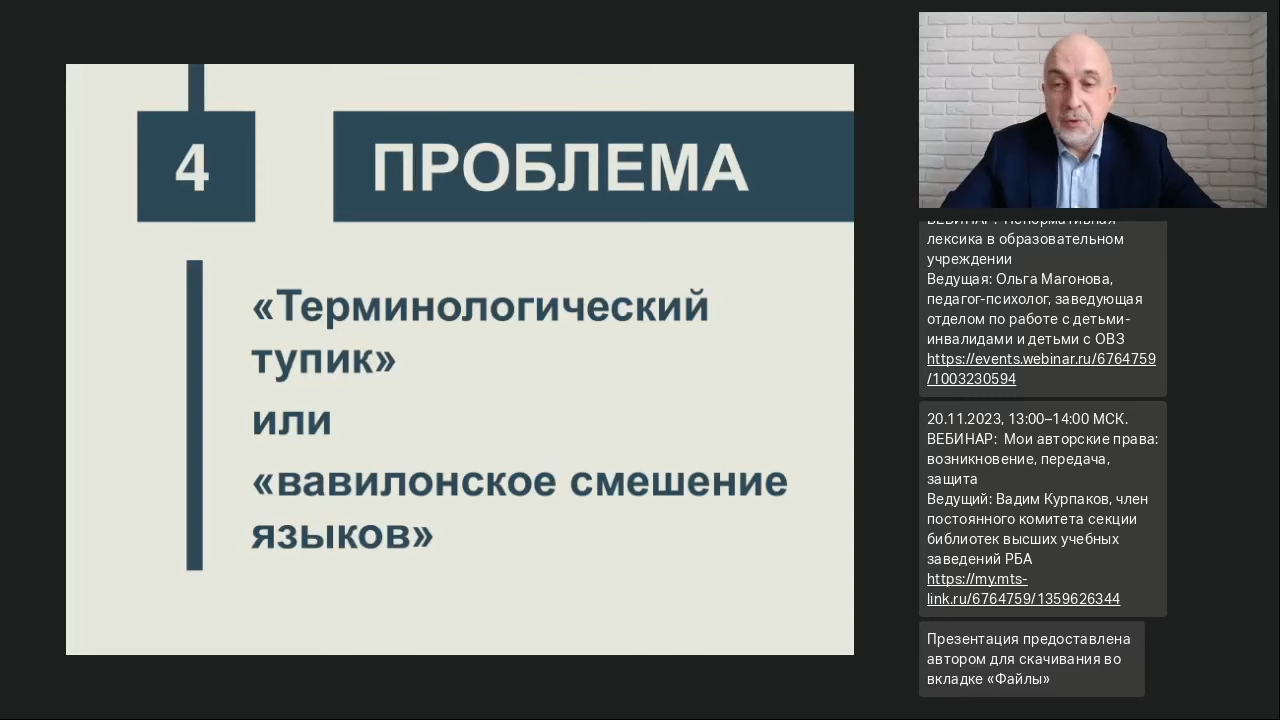 4
ПРОБЛЕМА
«Терминологический
тупик»
или
«вавилонское смешение
языков»
ВЕБИНАР: Ненормативная
лексика в образовательном
учреждении
Ведущая: Ольга Магонова,
педагог-психолог, заведующая
отделом по работе с детьми-
инвалидами и детьми с ОВЗ
https://events.webinar.ru/6764759
/1003230594
20.11.2023, 13:00–14:00 МСК.
ВЕБИНАР:  Мои авторские права:
возникновение, передача,
защита
Ведущий: Вадим Курпаков, член
постоянного комитета секции
библиотек высших учебных
заведений РБА
https://my.mts-
link.ru/6764759/1359626344
Презентация предоставлена
автором для скачивания во
вкладке «Файлы»